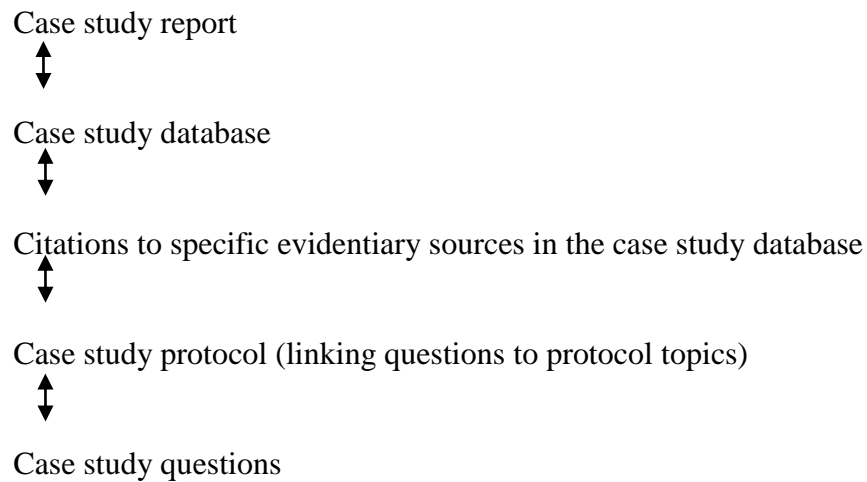 Case study report
Case study database
Citations to specific evidentiary sources in the case study database
Case study protocol (linking questions to protocol topics)
Case study questions